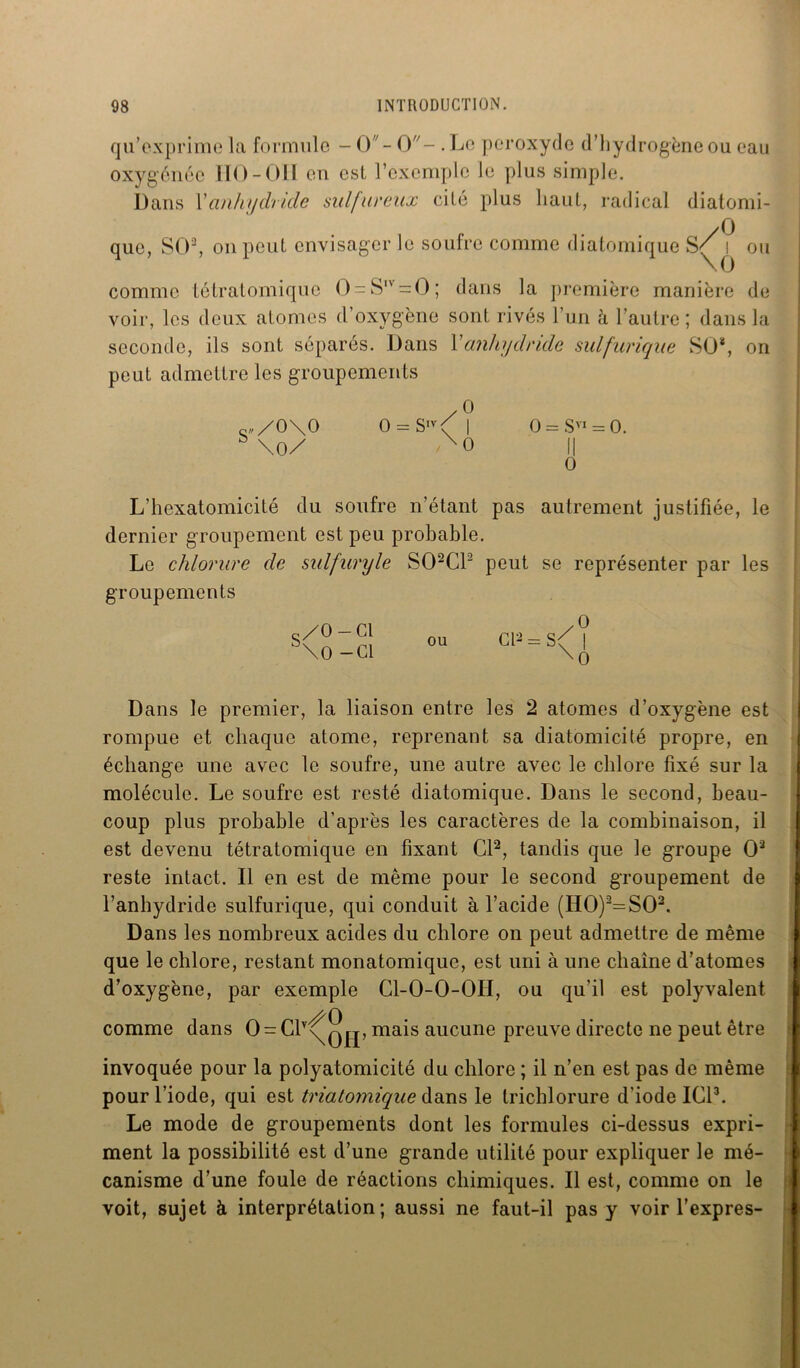 98 INTRODUCTION.
qu'exprime la formule – O″ – O″ – . Le peroxyde d'hydrogène ou eau
oxygénée HO-OH en est l'exemple le plus simple.
Dans l'anhydride sulfureux cité plus haut, radical diatomi-
que, SO², on peut envisager le soufre comme diatomique S<O|O ou
comme tétratomique O=Sᴵⱽ=O; dans la première manière de
voir, les deux atomes d'oxygène sont rivés l'un à l'autre; dans la
seconde, ils sont séparés. Dans l'anhydride sulfurique SO³, on
peut admettre les groupements
S″<O\O O/ O = Sᴵⱽ<O|O O = Sⱽᴵ = O. || O
L'hexatomicité du soufre n'étant pas autrement justifiée, le
dernier groupement est peu probable.
Le chlorure de sulfuryle SO²Cl² peut se représenter par les
groupements
S<O – Cl O – Cl ou Cl² = S<O|O
Dans le premier, la liaison entre les 2 atomes d'oxygène est
rompue et chaque atome, reprenant sa diatomicité propre, en
échange une avec le soufre, une autre avec le chlore fixé sur la
molécule. Le soufre est resté diatomique. Dans le second, beau-
coup plus probable d'après les caractères de la combinaison, il
est devenu tétratomique en fixant Cl², tandis que le groupe O²
reste intact. Il en est de même pour le second groupement de
l'anhydride sulfurique, qui conduit à l'acide (HO)²=SO².
Dans les nombreux acides du chlore on peut admettre de même
que le chlore, restant monatomique, est uni à une chaîne d'atomes
d'oxygène, par exemple Cl-O-O-OH, ou qu'il est polyvalent
comme dans O=Clⱽ<O OH, mais aucune preuve directe ne peut être
invoquée pour la polyatomicité du chlore; il n'en est pas de même
pour l'iode, qui est triatomique dans le trichlorure d'iode ICl³.
Le mode de groupements dont les formules ci-dessus expri-
ment la possibilité est d'une grande utilité pour expliquer le mé-
canisme d'une foule de réactions chimiques. Il est, comme on le
voit, sujet à interprétation; aussi ne faut-il pas y voir l'expres-